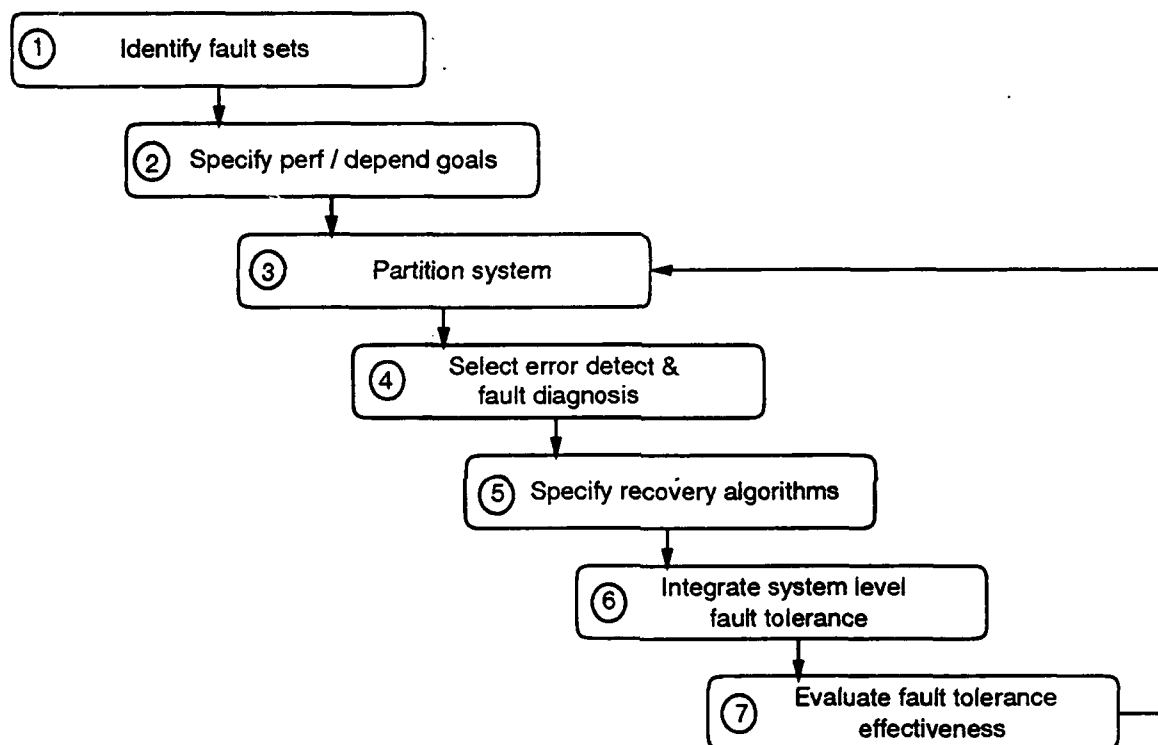 1 Identify fault sets
2 Specify perf / depend goals
3 Partition system
4 Select error detect &
fault diagnosis
5 Specify recovery algorithms
6 Integrate system level
fault tolerance
7 Evaluate fault tolerance
effectiveness